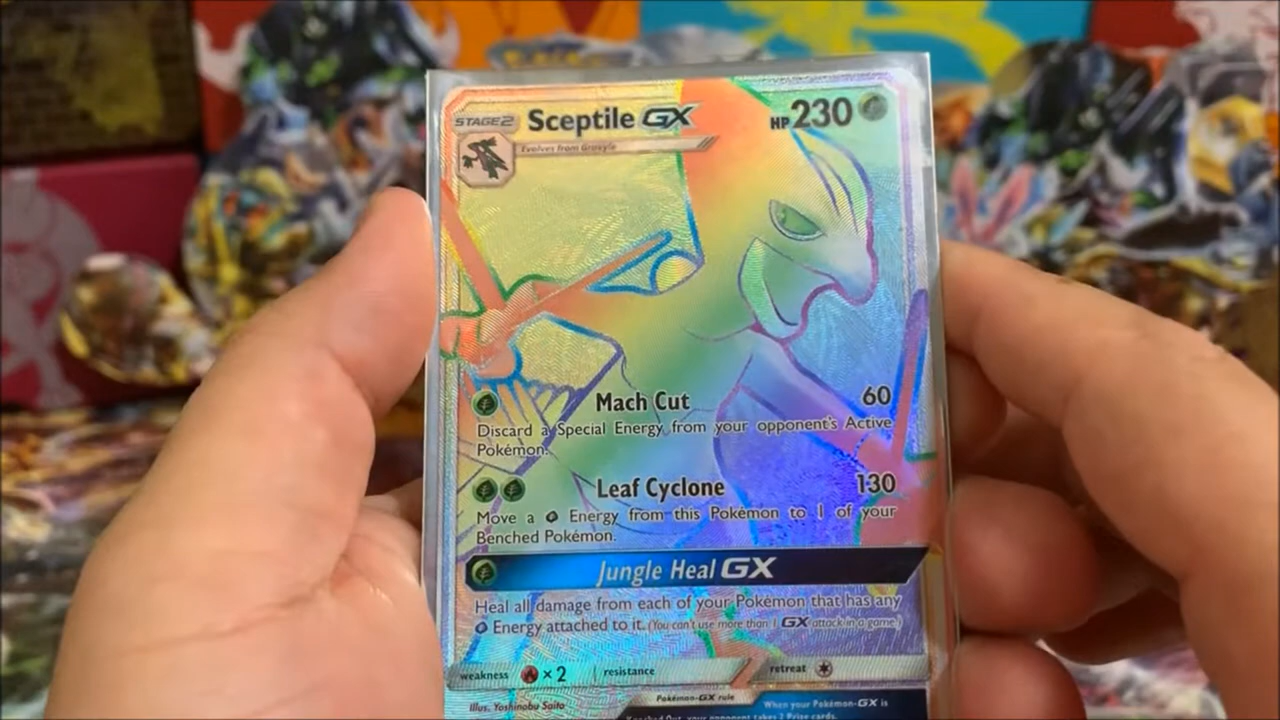 STAGE2 Sceptile GX HP 230
Evolves from Grovyle
Mach Cut 60
Discard a Special Energy from your opponent's Active
Pokémon.
Leaf Cyclone 130
Move a Energy from this Pokémon to 1 of your
Benched Pokémon.
Jungle Heal GX
Heal all damage from each of your Pokémon that has any
Energy attached to it. (You can't use more than 1 GX attack in a game.)
weakness ×2 resistance retreat
Illus. Yoshinobu Saito Pokémon-GX rule When your Pokémon-GX is
Knocked Out, your opponent takes 2 Prize cards.